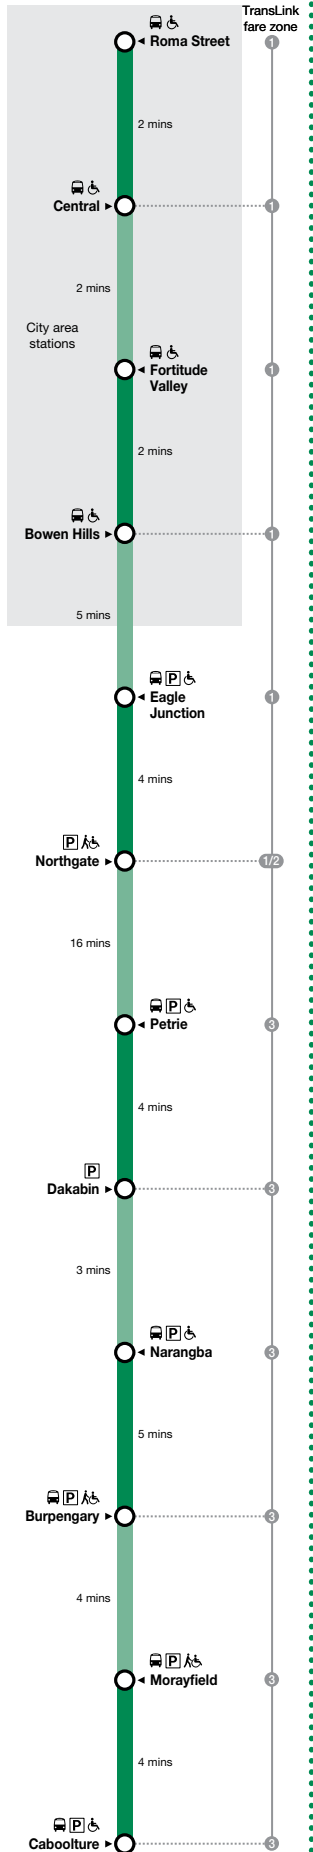 TransLink
fare zone
Roma Street
1
2 mins
Central
1
2 mins
City area
stations
Fortitude
Valley
1
2 mins
Bowen Hills
1
5 mins
P
Eagle
Junction
1
4 mins
P
Northgate
1/2
16 mins
P
Petrie
3
4 mins
P
Dakabin
3
3 mins
P
Narangba
3
5 mins
P
Burpengary
3
4 mins
P
Morayfield
3
4 mins
P
Caboolture
3